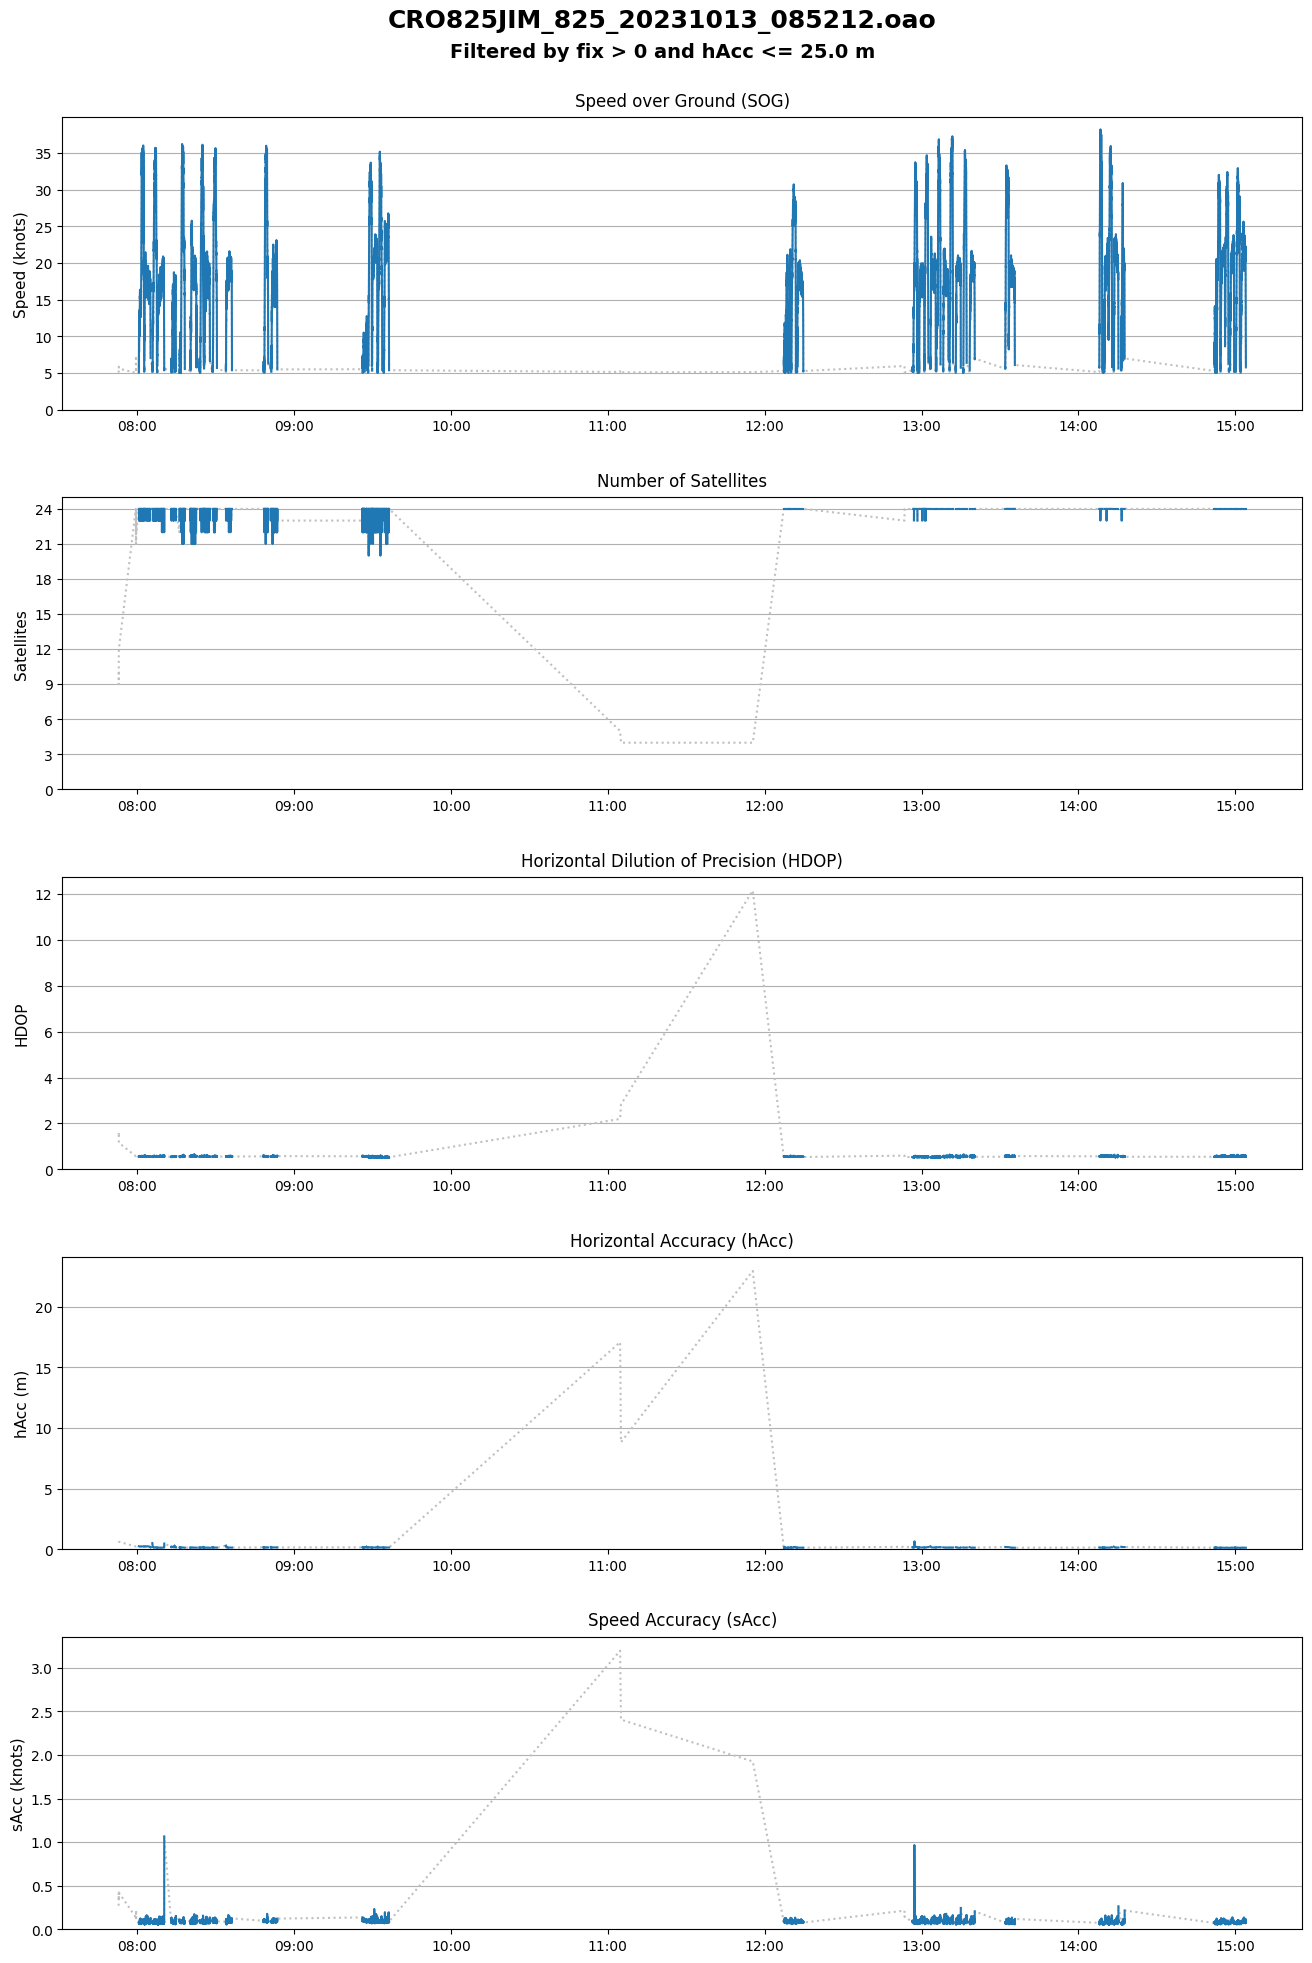 CRO825JIM_825_20231013_085212.oao
Filtered by fix > 0 and hAcc <= 25.0 m
Speed over Ground (SOG)
Speed (knots)
35
30
25
20
15
10
5
0
08:00 09:00 10:00 11:00 12:00 13:00 14:00 15:00
Number of Satellites
Satellites
24
21
18
15
12
9
6
3
0
08:00 09:00 10:00 11:00 12:00 13:00 14:00 15:00
Horizontal Dilution of Precision (HDOP)
HDOP
12
10
8
6
4
2
0
08:00 09:00 10:00 11:00 12:00 13:00 14:00 15:00
Horizontal Accuracy (hAcc)
hAcc (m)
20
15
10
5
0
08:00 09:00 10:00 11:00 12:00 13:00 14:00 15:00
Speed Accuracy (sAcc)
sAcc (knots)
3.0
2.5
2.0
1.5
1.0
0.5
0.0
08:00 09:00 10:00 11:00 12:00 13:00 14:00 15:00